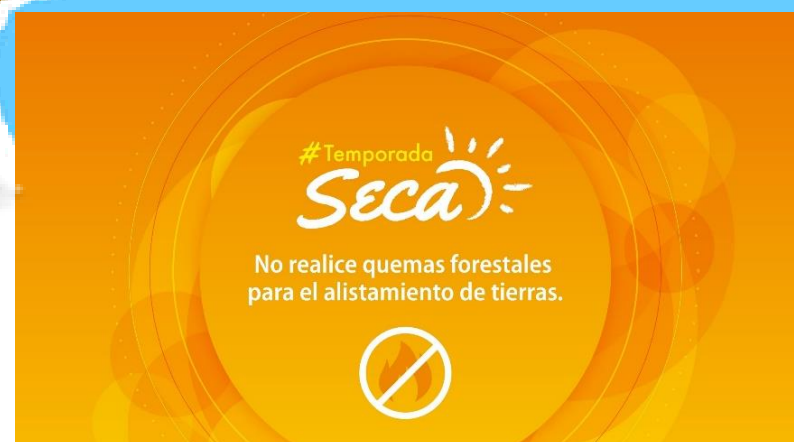 #Temporada
Seca
No realice quemas forestales
para el alistamiento de tierras.